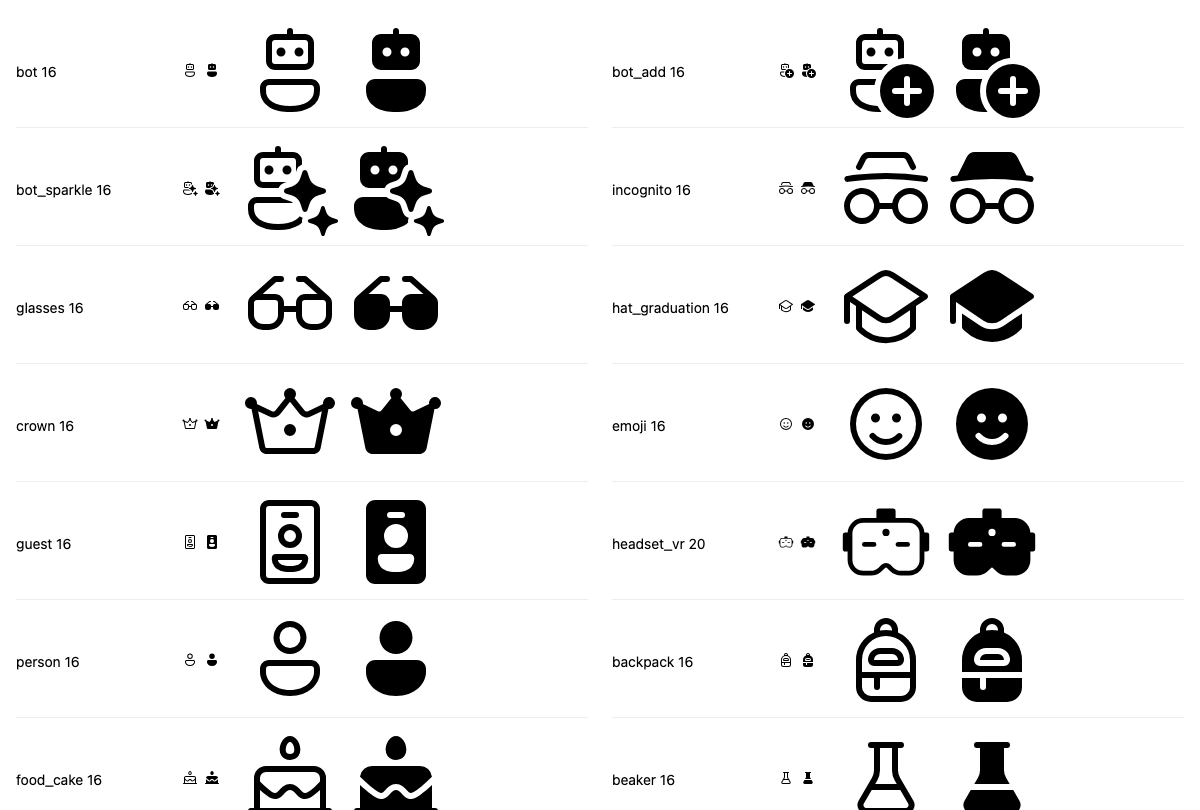 bot 16
bot_add 16
bot_sparkle 16
incognito 16
glasses 16
hat_graduation 16
crown 16
emoji 16
guest 16
headset_vr 20
person 16
backpack 16
food_cake 16
beaker 16